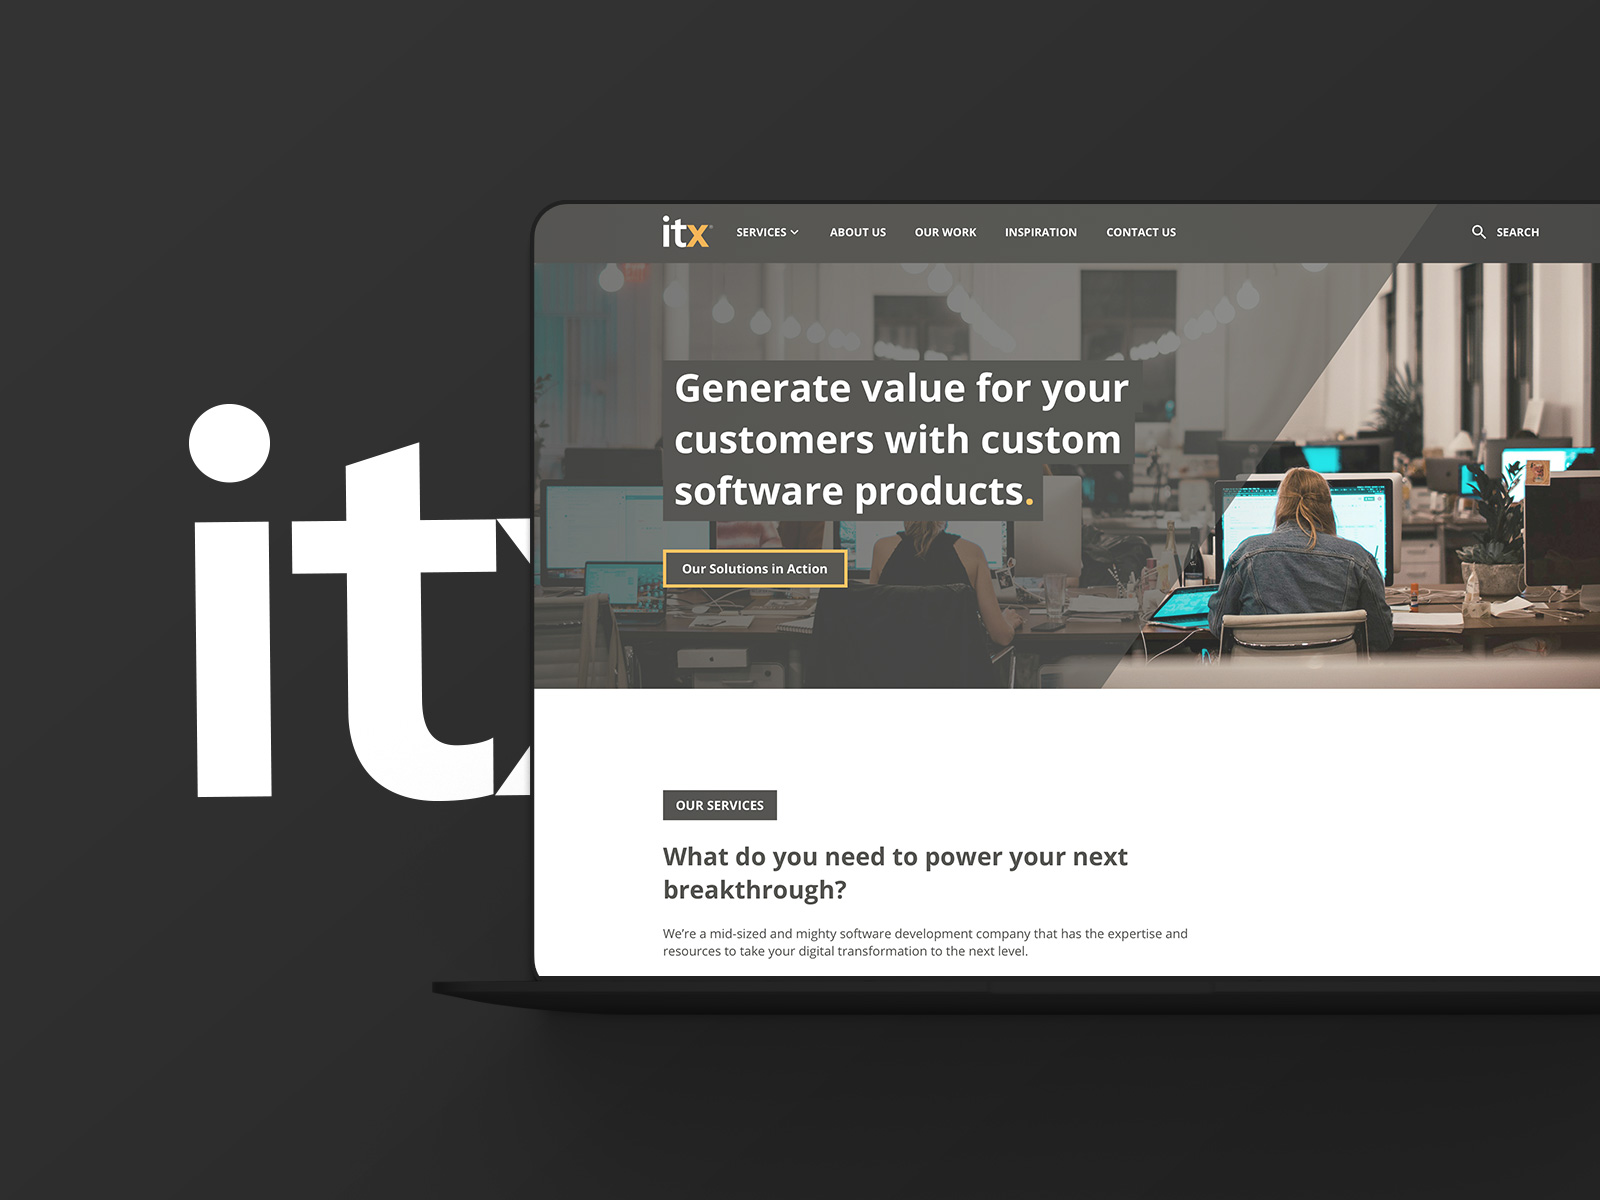 itx
itx
SERVICES
ABOUT US
OUR WORK
INSPIRATION
CONTACT US
SEARCH
Generate value for your
customers with custom
software products.
Our Solutions in Action
OUR SERVICES
What do you need to power your next
breakthrough?
We’re a mid-sized and mighty software development company that has the expertise and
resources to take your digital transformation to the next level.